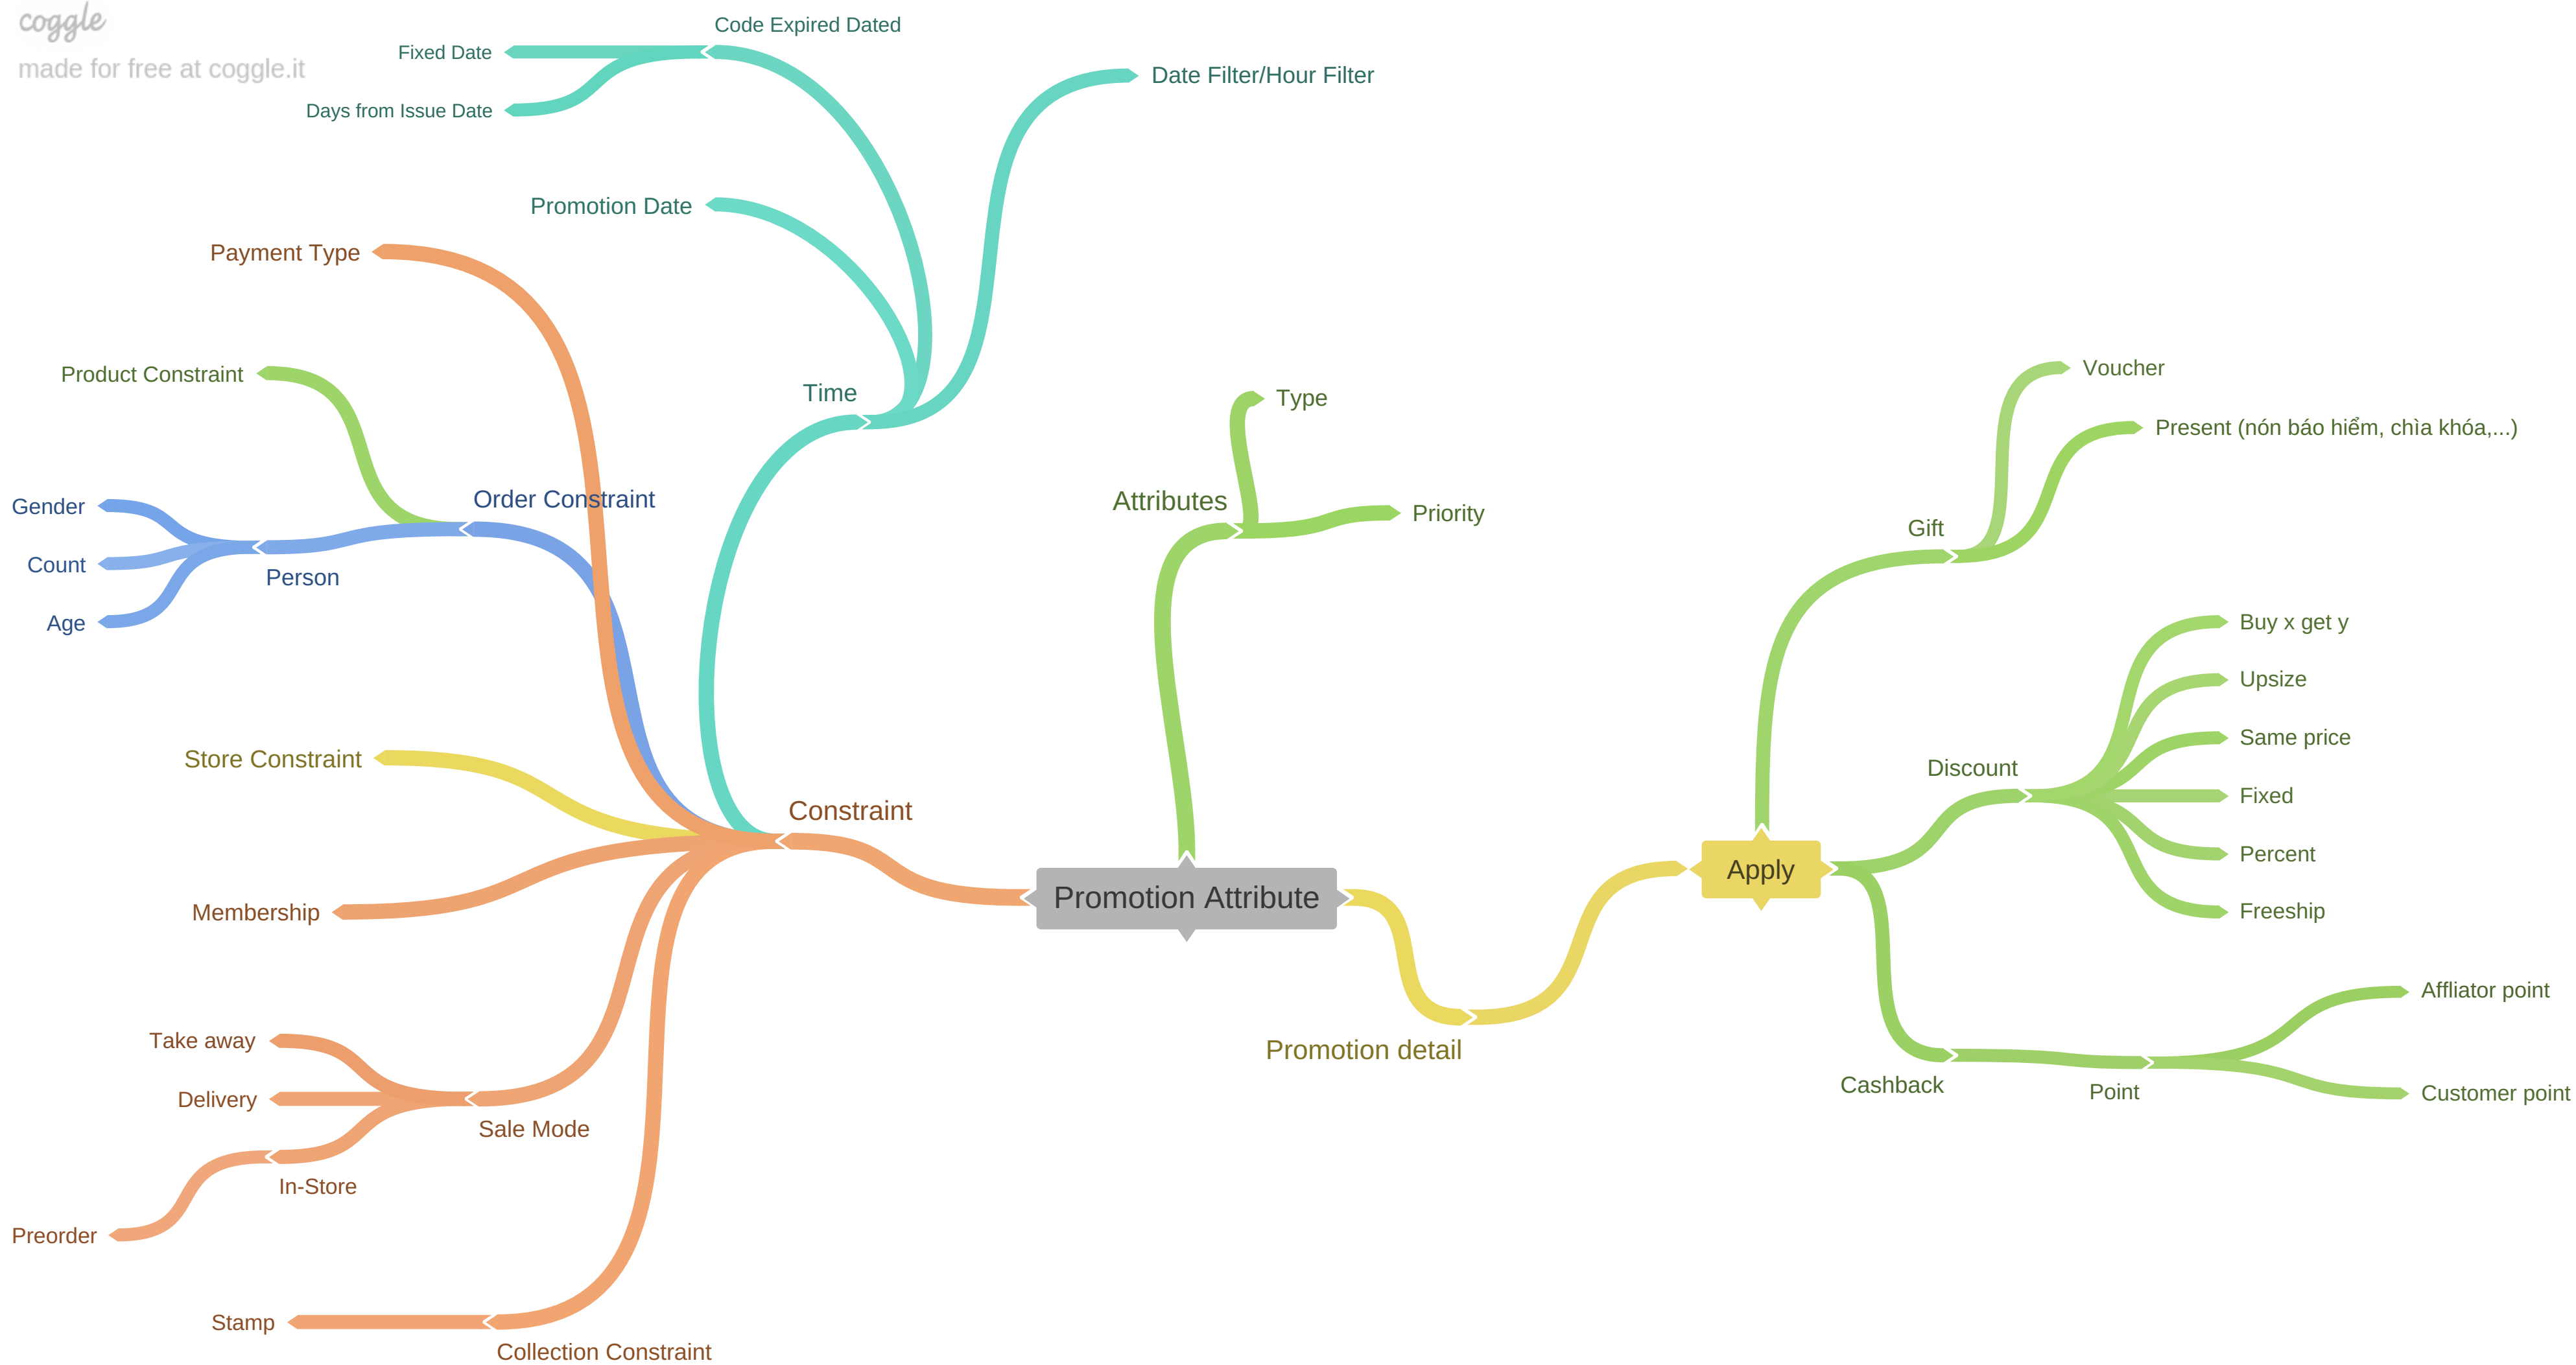 coggle
made for free at coggle.it
Code Expired Dated
Fixed Date
Days from Issue Date
Date Filter/Hour Filter
Promotion Date
Payment Type
Product Constraint
Time
Order Constraint
Gender
Count
Age
Person
Store Constraint
Constraint
Membership
Take away
Delivery
Sale Mode
In-Store
Preorder
Stamp
Collection Constraint
Type
Attributes
Priority
Promotion Attribute
Promotion detail
Apply
Voucher
Present (nón báo hiểm, chìa khóa,...)
Gift
Buy x get y
Upsize
Same price
Discount
Fixed
Percent
Freeship
Affliator point
Cashback
Point
Customer point